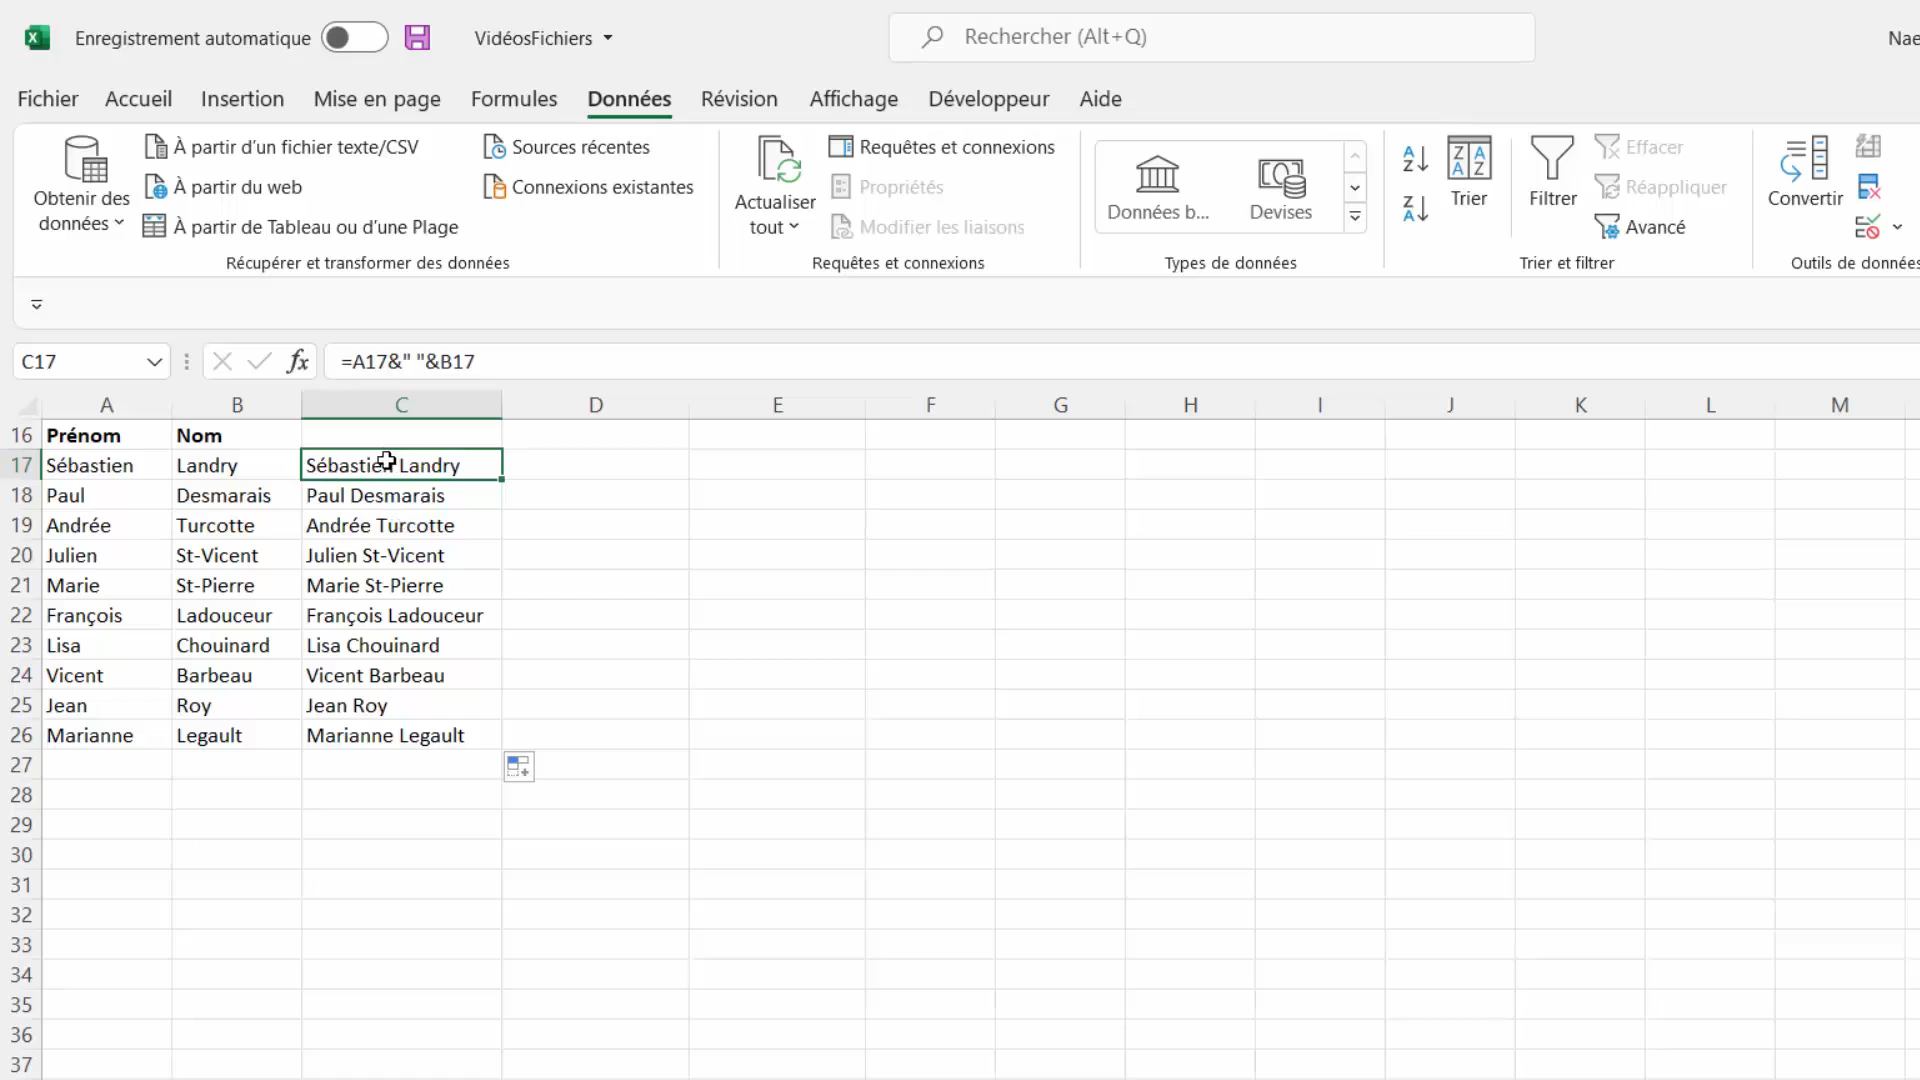 Enregistrement automatique VidéosFichiers Rechercher (Alt+Q) Nae
Fichier Accueil Insertion Mise en page Formules Données Révision Affichage Développeur Aide
Obtenir des données
À partir d'un fichier texte/CSV
À partir du web
À partir de Tableau ou d'une Plage
Sources récentes
Connexions existantes
Récupérer et transformer des données
Actualiser tout
Requêtes et connexions
Propriétés
Modifier les liaisons
Requêtes et connexions
Données b... Devises
Types de données
Trier
Filtrer
Effacer
Réappliquer
Avancé
Trier et filtrer
Convertir
Outils de données
C17 fx =A17&" "&B17
A B C D E F G H I J K L M
16 Prénom Nom
17 Sébastien Landry Sébastien Landry
18 Paul Desmarais Paul Desmarais
19 Andrée Turcotte Andrée Turcotte
20 Julien St-Vicent Julien St-Vicent
21 Marie St-Pierre Marie St-Pierre
22 François Ladouceur François Ladouceur
23 Lisa Chouinard Lisa Chouinard
24 Vicent Barbeau Vicent Barbeau
25 Jean Roy Jean Roy
26 Marianne Legault Marianne Legault
27
28
29
30
31
32
33
34
35
36
37